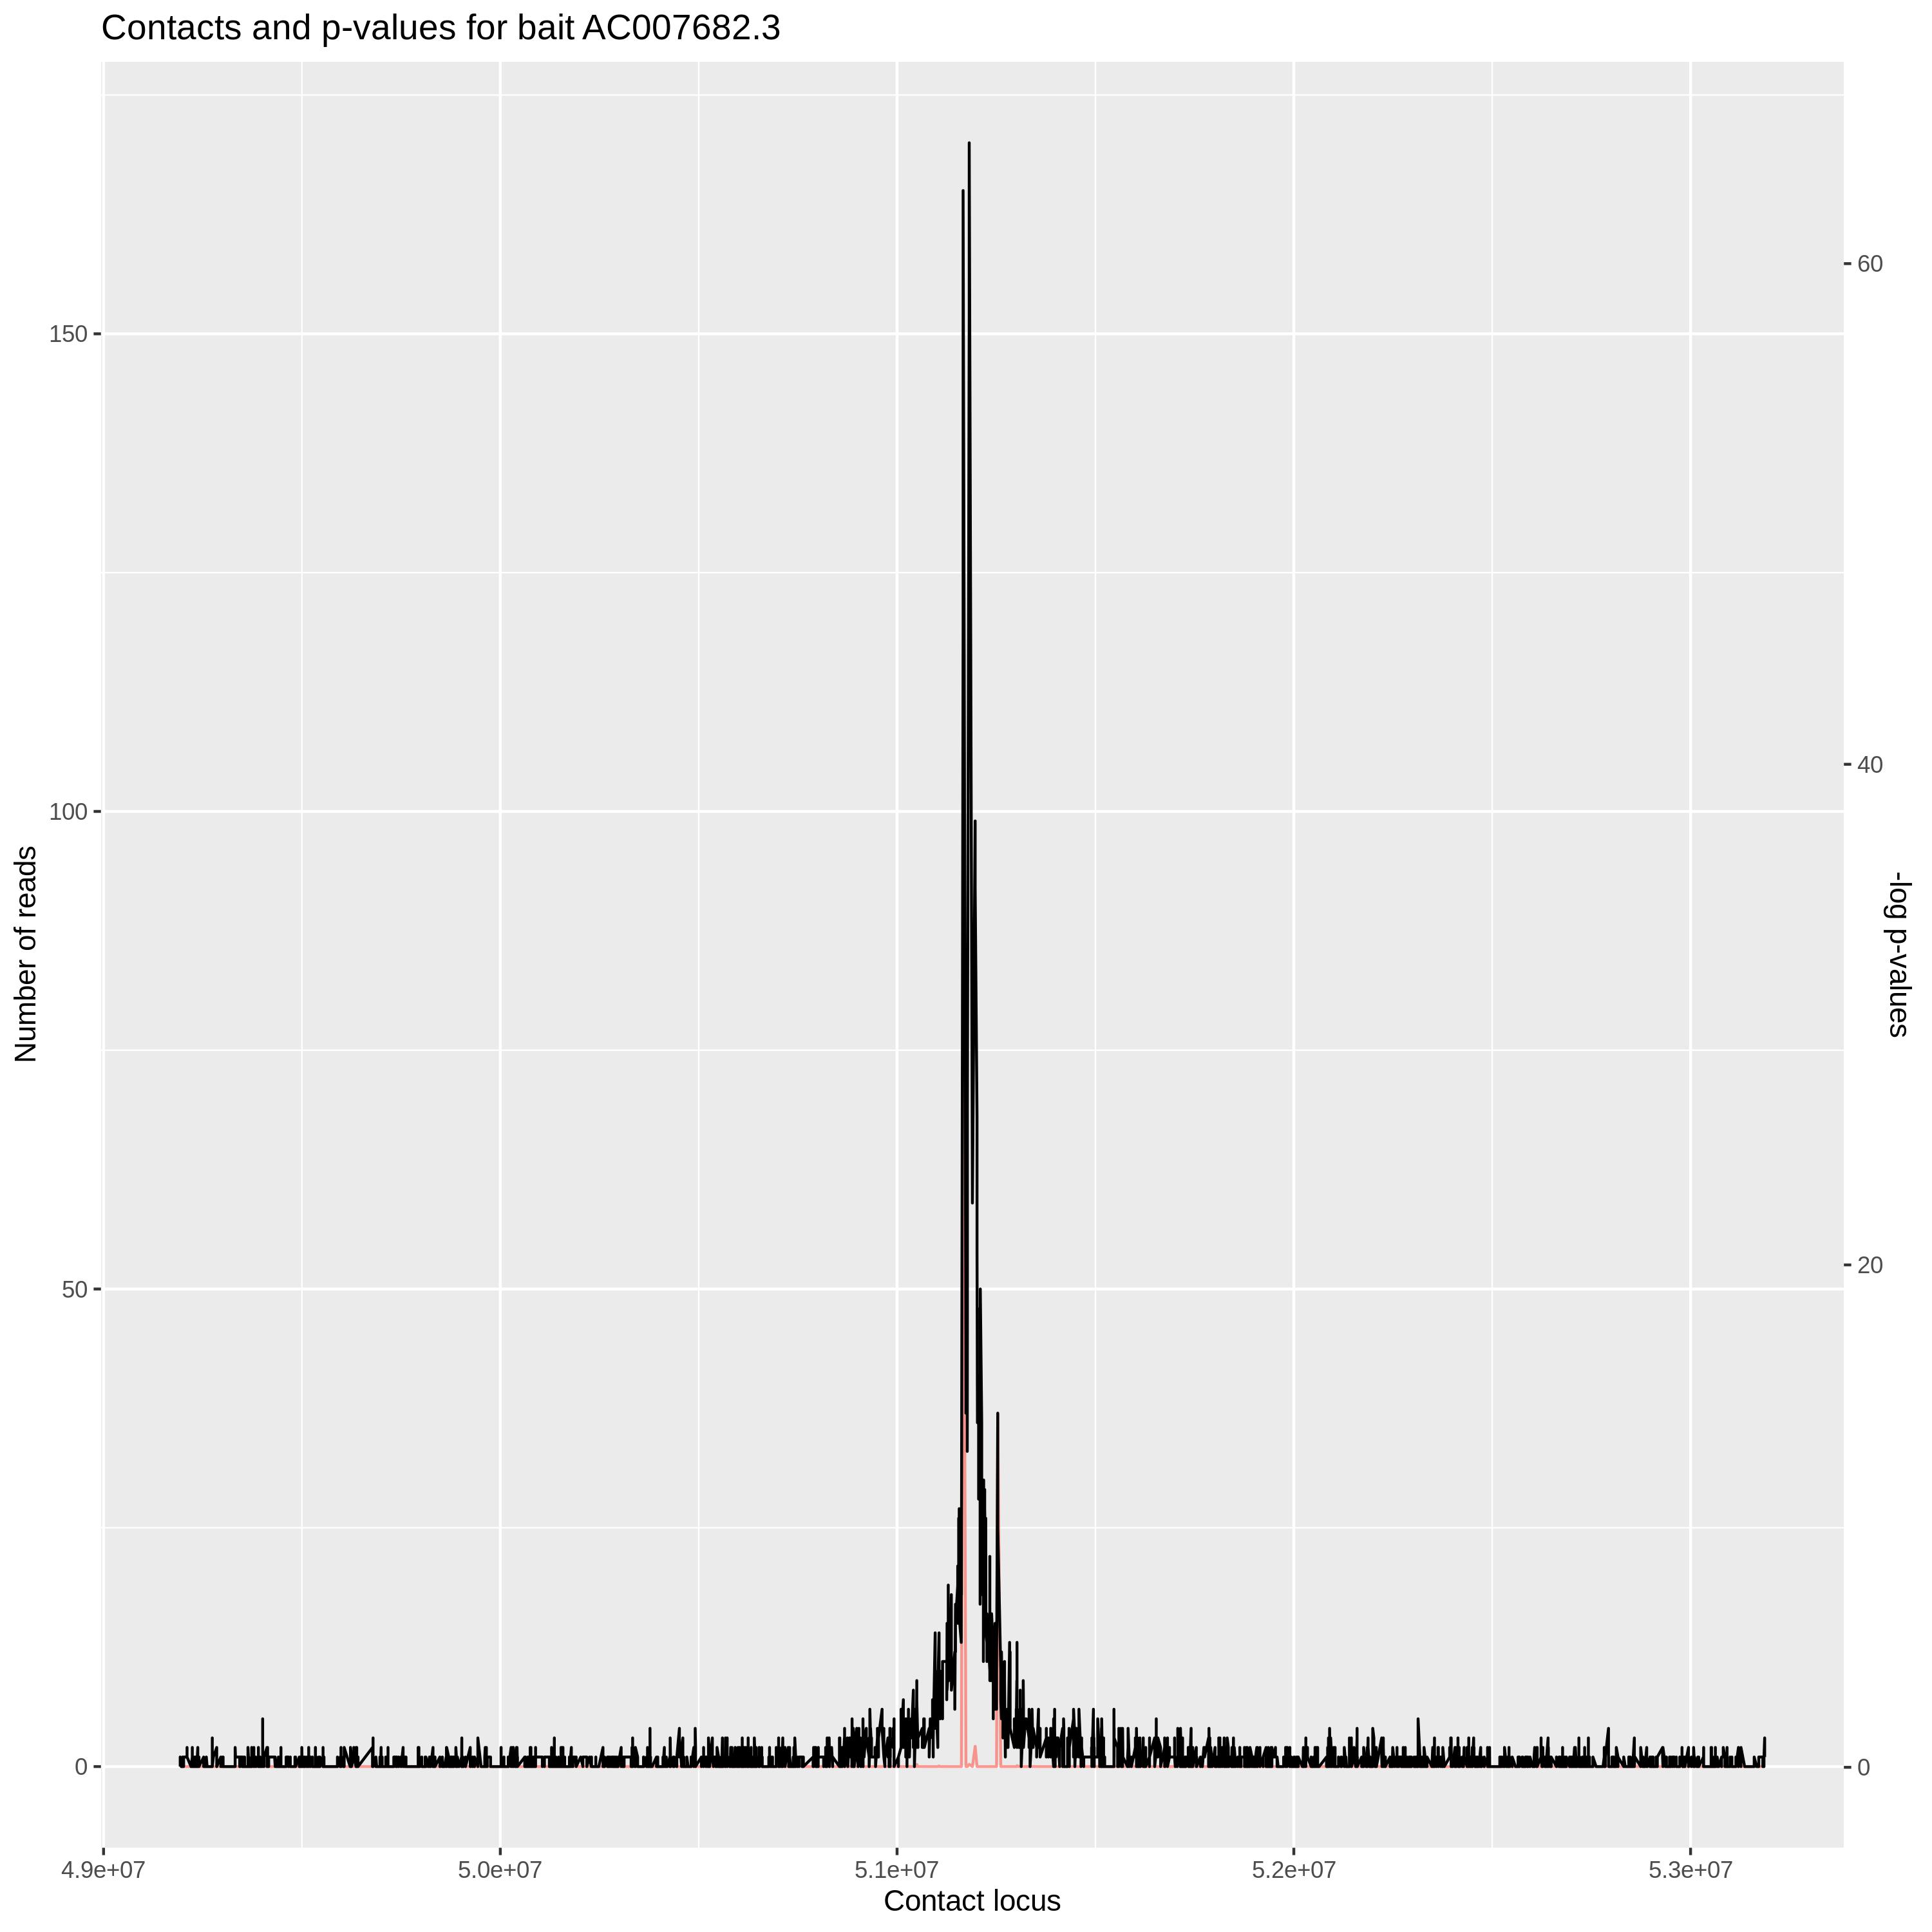 Contacts and p-values for bait AC007682.3
150
100
50
0
Number of reads
60
40
20
0
-log p-values
4.9e+07
5.0e+07
5.1e+07
5.2e+07
5.3e+07
Contact locus